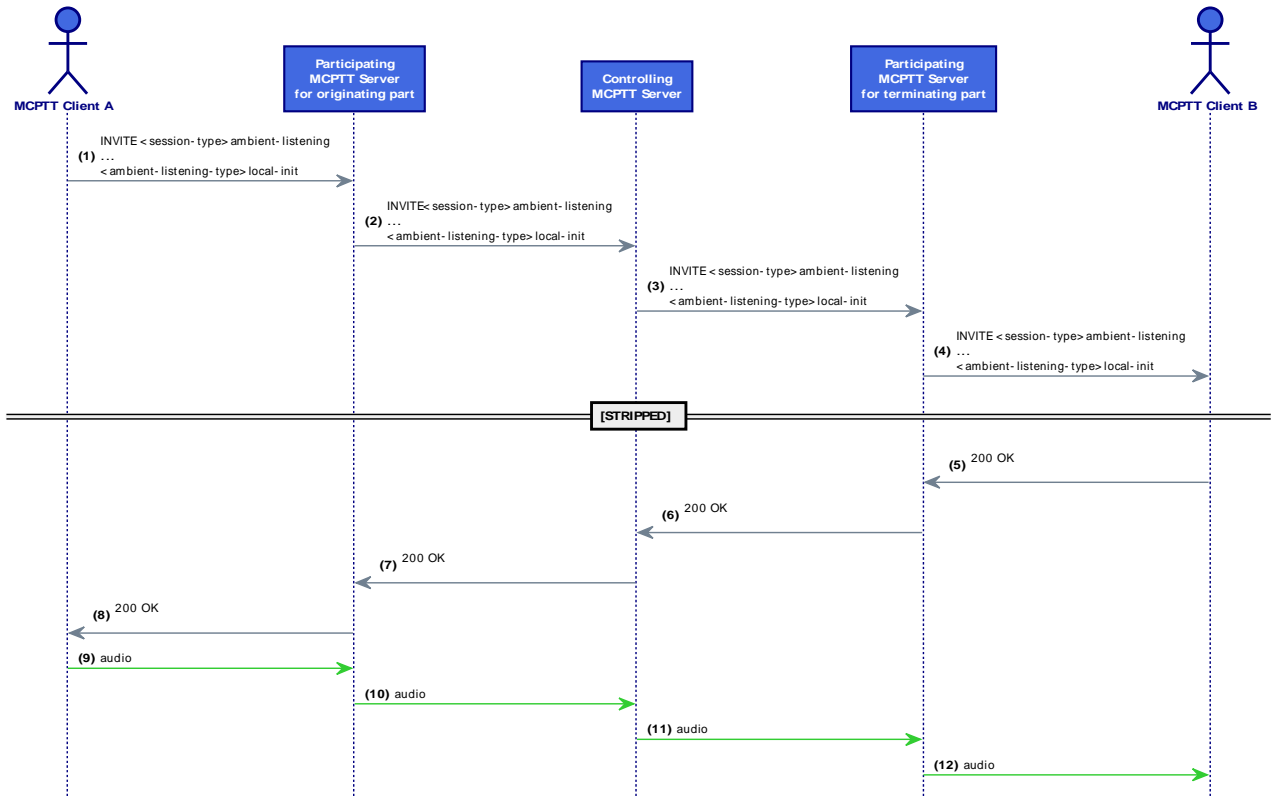 MCPTT Client A
Participating
MCPTT Server
for originating part
Controlling
MCPTT Server
Participating
MCPTT Server
for terminating part
MCPTT Client B
INVITE <session-type>ambient-listening
(1) ...
<ambient-listening-type>local-init
INVITE<session-type>ambient-listening
(2) ...
<ambient-listening-type>local-init
INVITE <session-type>ambient-listening
(3) ...
<ambient-listening-type>local-init
INVITE <session-type>ambient-listening
(4) ...
<ambient-listening-type>local-init
[STRIPPED]
(5) 200 OK
(6) 200 OK
(7) 200 OK
(8) 200 OK
(9) audio
(10) audio
(11) audio
(12) audio